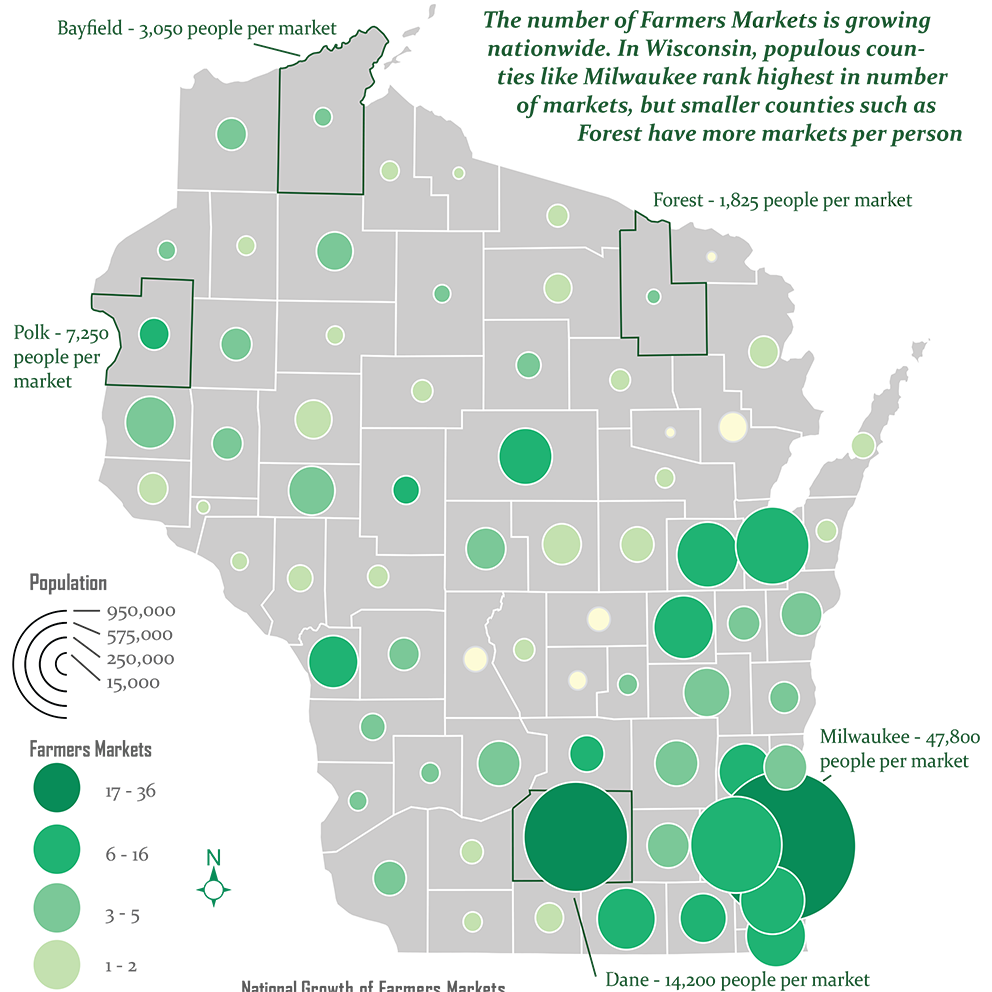 Bayfield - 3,050 people per market
The number of Farmers Markets is growing
nationwide. In Wisconsin, populous coun-
ties like Milwaukee rank highest in number
of markets, but smaller counties such as
Forest have more markets per person
Forest - 1,825 people per market
Polk - 7,250
people per
market
Population
950,000
575,000
250,000
15,000
Farmers Markets
17 - 36
6 - 16
3 - 5
1 - 2
N
Milwaukee - 47,800
people per market
Dane - 14,200 people per market
National Growth of Farmers Markets